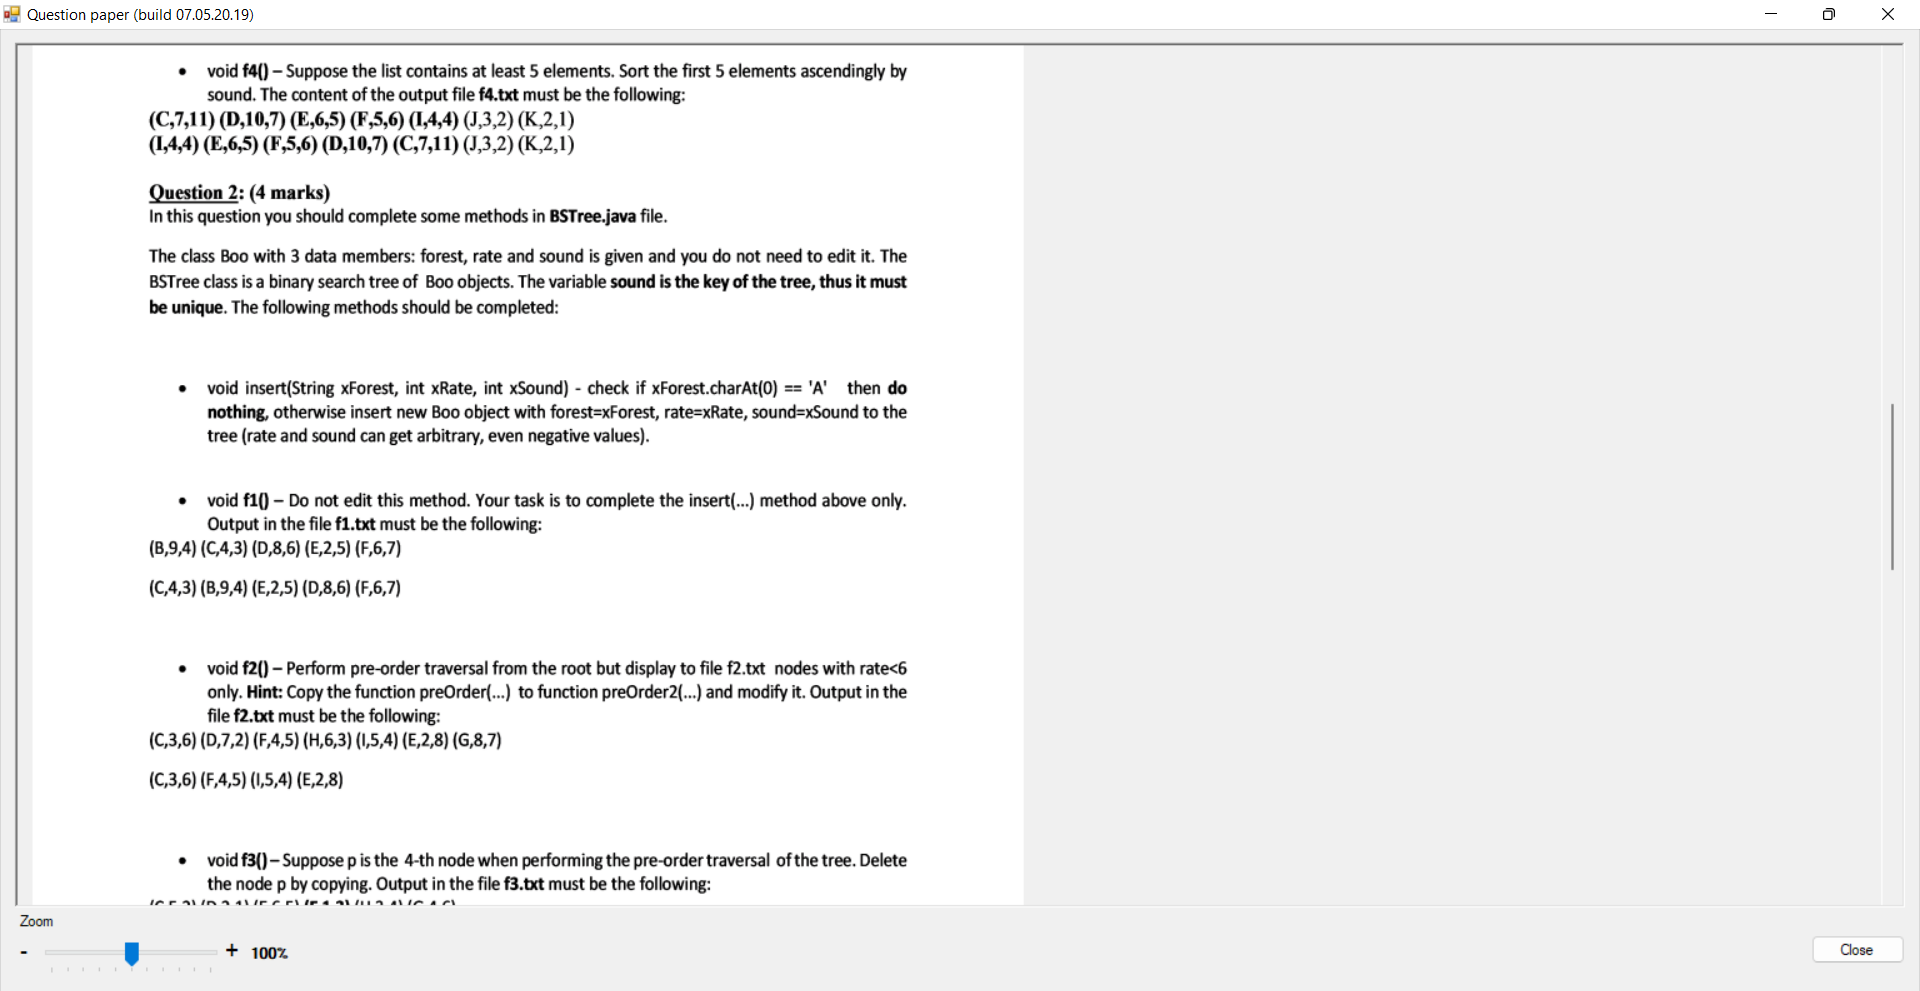 Question paper (build 07.05.20.19)
• void f4() – Suppose the list contains at least 5 elements. Sort the first 5 elements ascendingly by
sound. The content of the output file f4.txt must be the following:
(C,7,11) (D,10,7) (E,6,5) (F,5,6) (I,4,4) (J,3,2) (K,2,1)
(I,4,4) (E,6,5) (F,5,6) (D,10,7) (C,7,11) (J,3,2) (K,2,1)
Question 2: (4 marks)
In this question you should complete some methods in BSTree.java file.
The class Boo with 3 data members: forest, rate and sound is given and you do not need to edit it. The
BSTree class is a binary search tree of Boo objects. The variable sound is the key of the tree, thus it must
be unique. The following methods should be completed:
• void insert(String xForest, int xRate, int xSound) - check if xForest.charAt(0) == 'A' then do
nothing, otherwise insert new Boo object with forest=xForest, rate=xRate, sound=xSound to the
tree (rate and sound can get arbitrary, even negative values).
• void f1() – Do not edit this method. Your task is to complete the insert(...) method above only.
Output in the file f1.txt must be the following:
(B,9,4) (C,4,3) (D,8,6) (E,2,5) (F,6,7)
(C,4,3) (B,9,4) (E,2,5) (D,8,6) (F,6,7)
• void f2() – Perform pre-order traversal from the root but display to file f2.txt nodes with rate<6
only. Hint: Copy the function preOrder(...) to function preOrder2(...) and modify it. Output in the
file f2.txt must be the following:
(C,3,6) (D,7,2) (F,4,5) (H,6,3) (I,5,4) (E,2,8) (G,8,7)
(C,3,6) (F,4,5) (I,5,4) (E,2,8)
• void f3() – Suppose p is the 4-th node when performing the pre-order traversal of the tree. Delete
the node p by copying. Output in the file f3.txt must be the following:
Zoom
- + 100%
Close